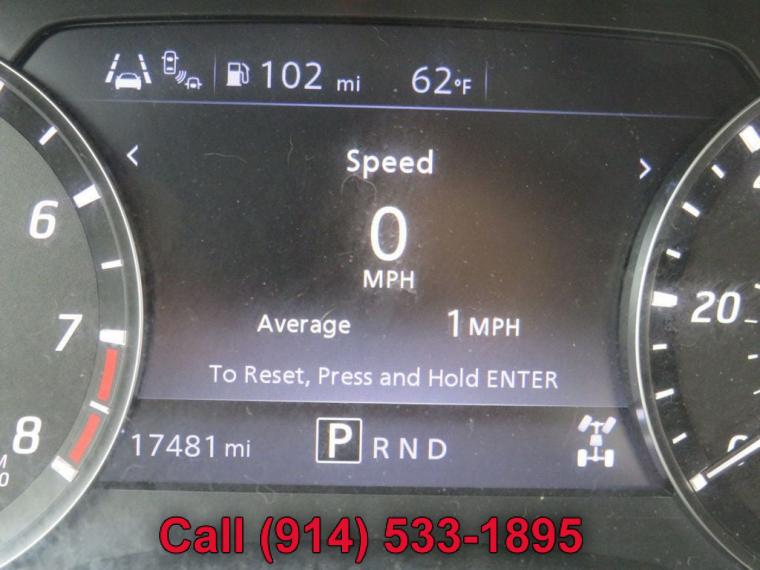 102 mi 62°F
< Speed >
0
MPH
Average 1 MPH
To Reset, Press and Hold ENTER
17481 mi P R N D
6
7
8
20
0
Call (914) 533-1895